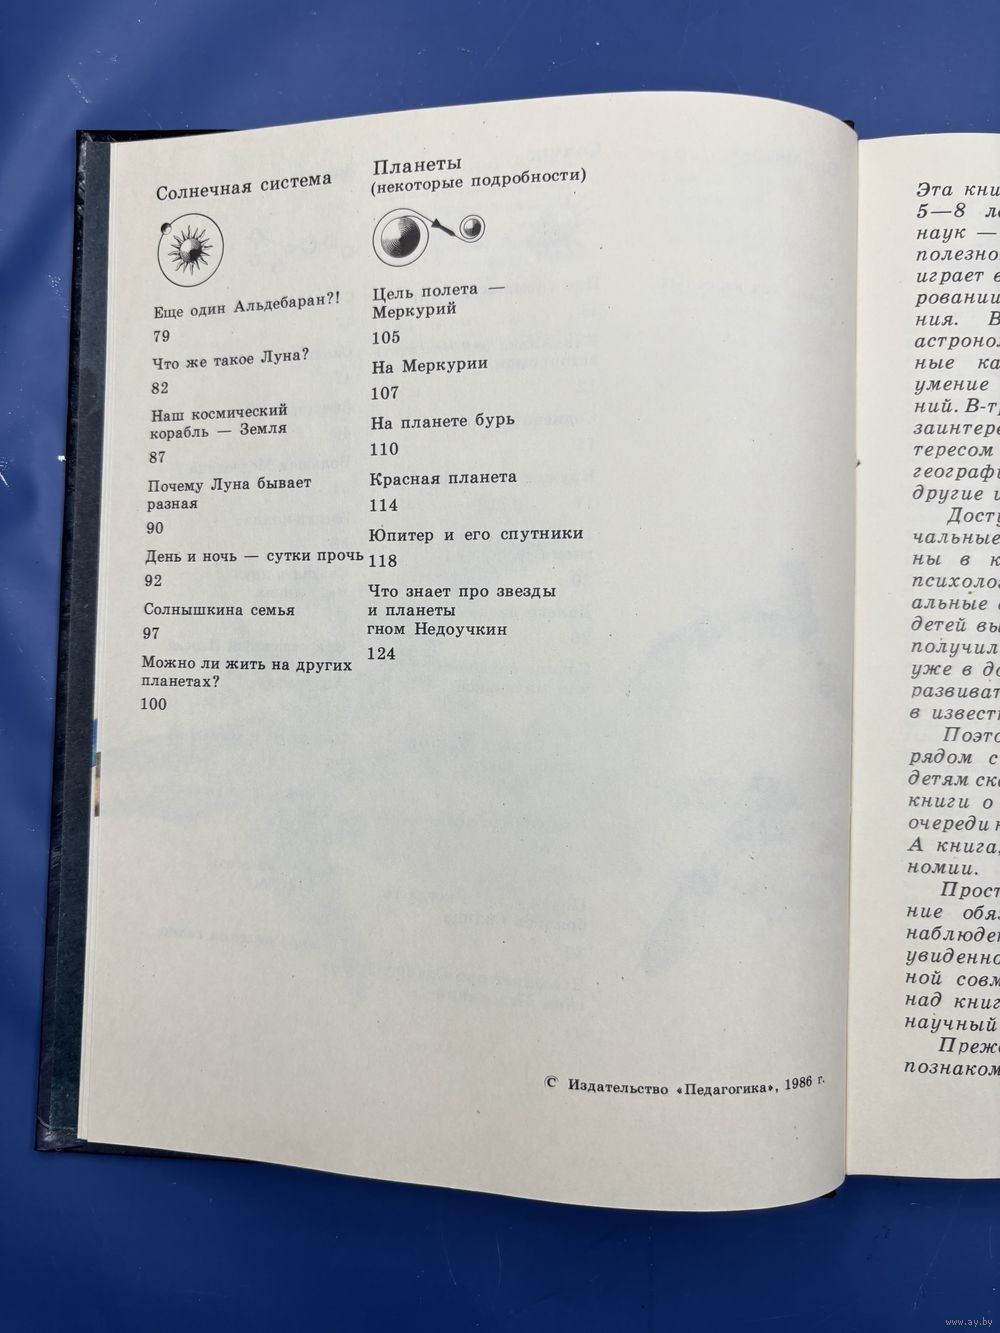 Солнечная система
Еще один Альдебаран?!
79
Что же такое Луна?
82
Наш космический
корабль — Земля
87
Почему Луна бывает
разная
90
День и ночь — сутки прочь
92
Солнышкина семья
97
Можно ли жить на других
планетах?
100
Планеты
(некоторые подробности)
Цель полета —
Меркурий
105
На Меркурии
107
На планете бурь
110
Красная планета
114
Юпитер и его спутники
118
Что знает про звезды
и планеты
гном Недоучкин
124
© Издательство «Педагогика», 1986 г.
Эта кни
5—8 ле
наук —
полезно
играет в
ровании
ния. В
астроно
ные ка
умение
ний. В-т
заинтере
тересом
географ
другие и
Досту
чальные
ны в к
психолог
альные
детей вы
получил
уже в до
развиват
в извест
Поэто
рядом с
детям ска
книги о
очереди н
А книга,
номии.
Прост
ние обя
наблюде
увиденно
ной совм
над книг
научный
Преж
познаком
www.ay.by